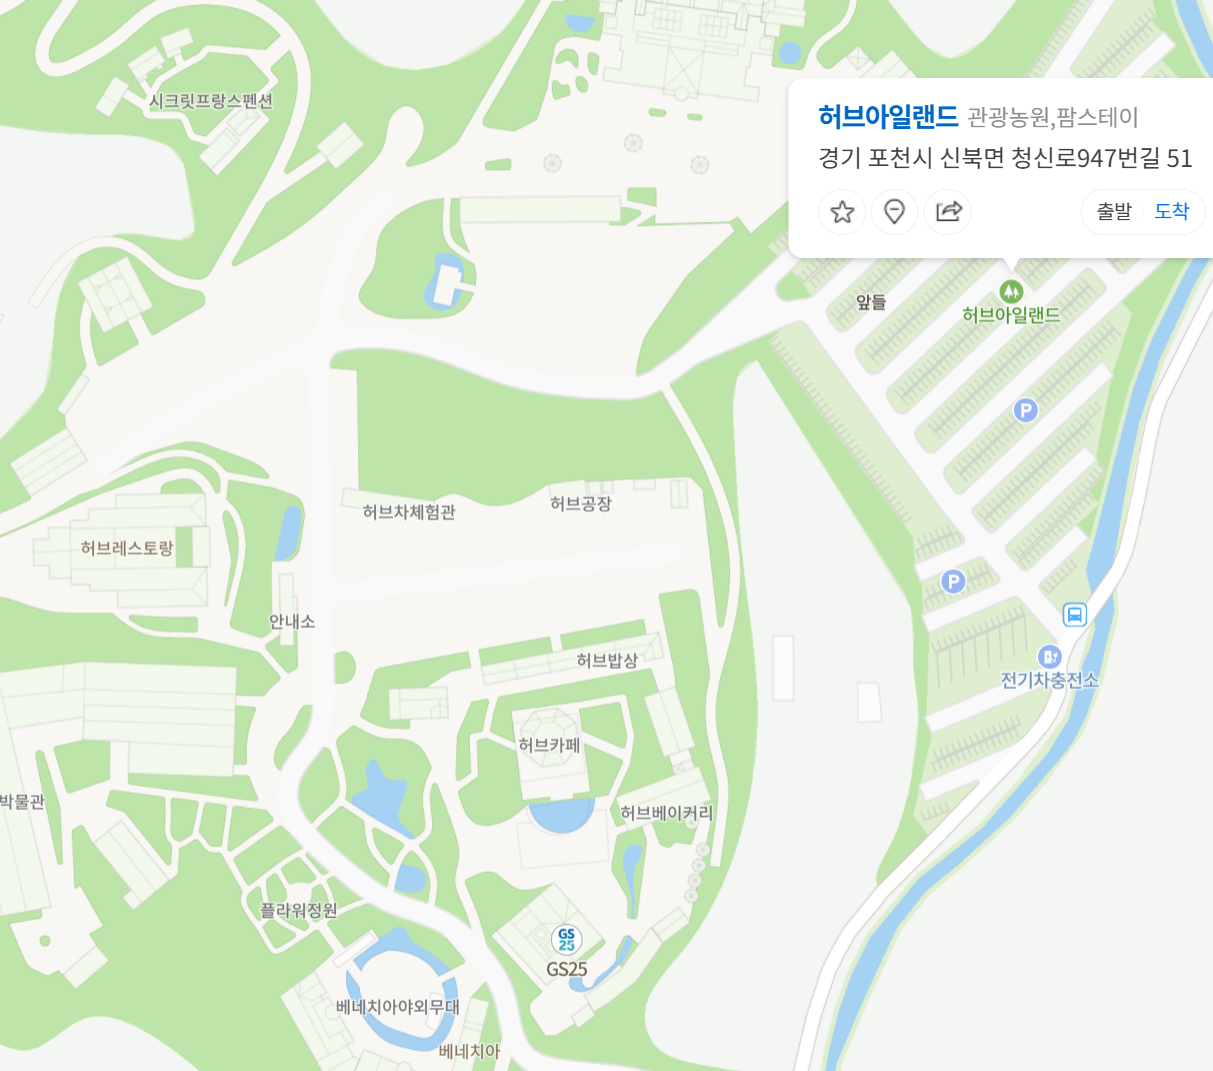 시크릿프랑스펜션
허브아일랜드 관광농원,팜스테이
경기 포천시 신북면 청신로947번길 51
출발 도착
앞뜰
허브아일랜드
P
허브차체험관
허브공장
허브레스토랑
P
안내소
허브밥상
전기차충전소
허브카페
박물관
허브베이커리
플라워정원
GS
25
GS25
베네치아야외무대
베네치아